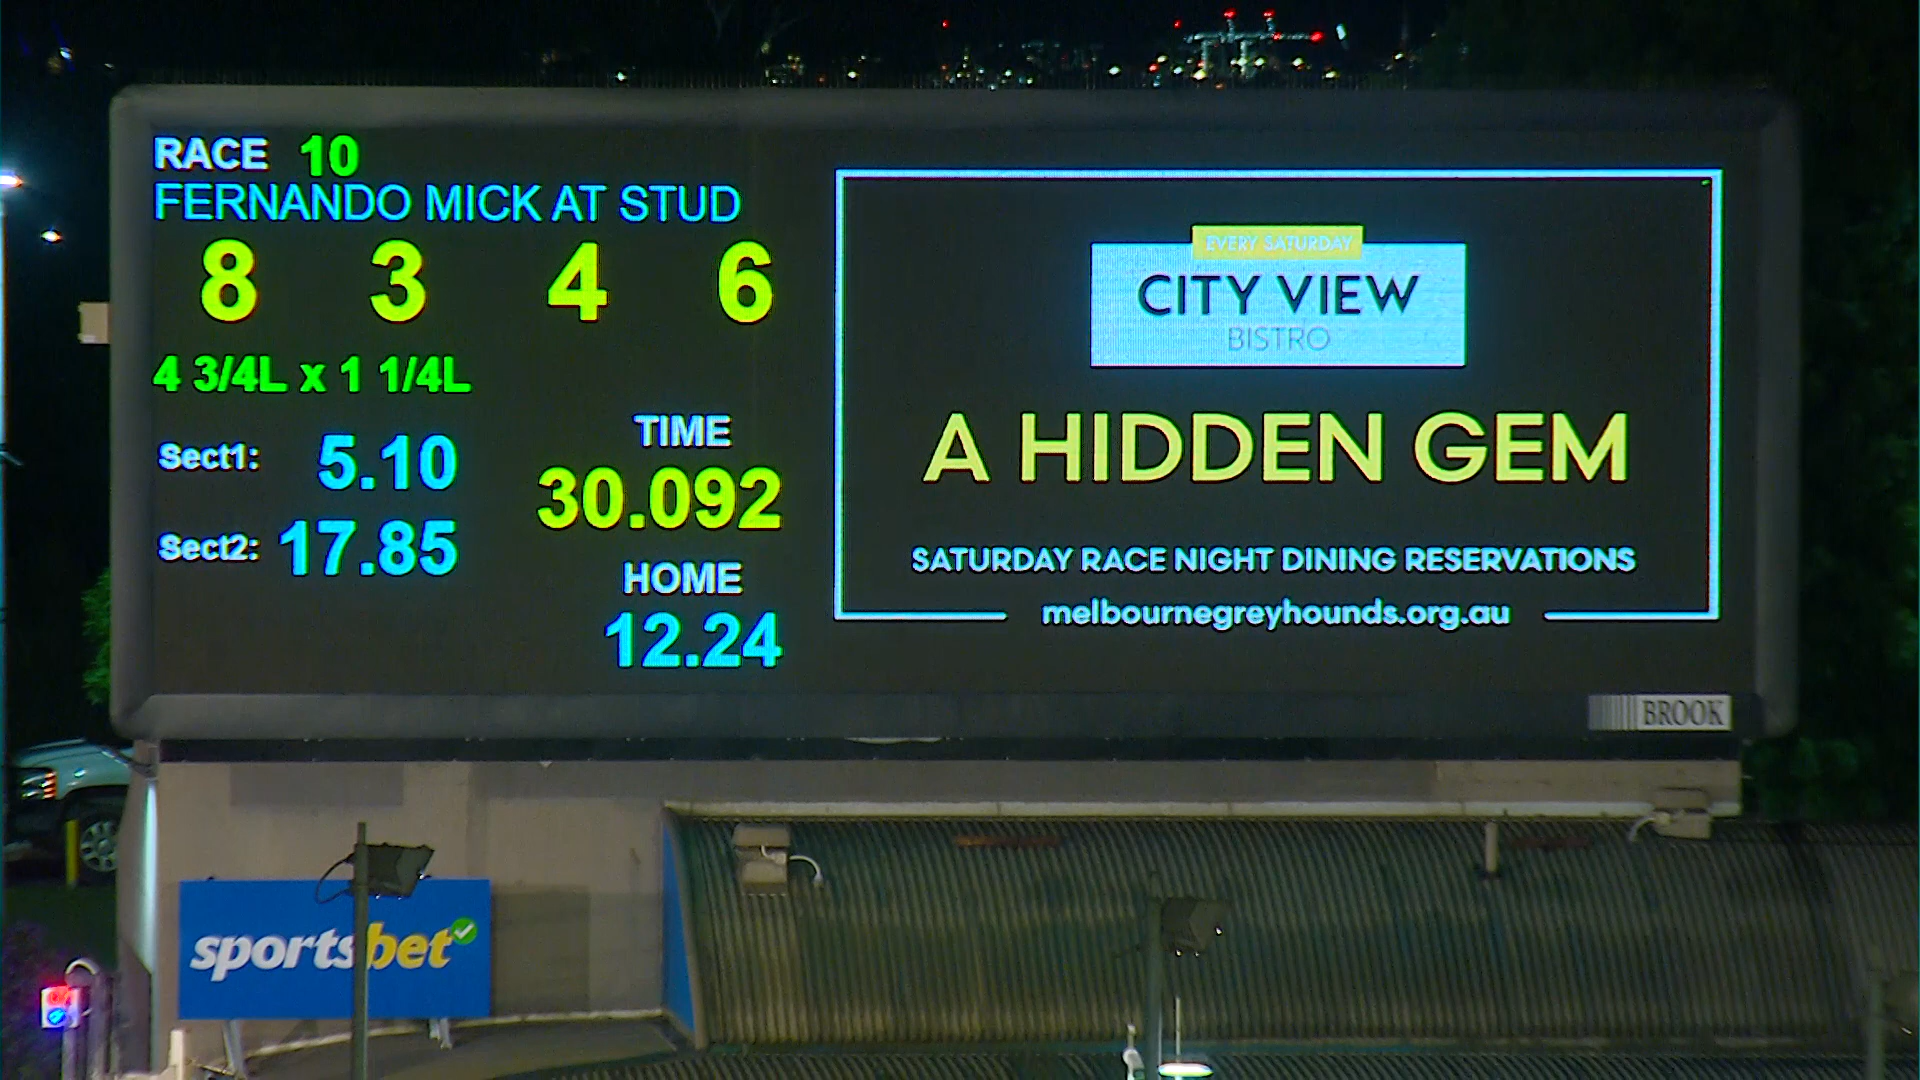 RACE 10
FERNANDO MICK AT STUD
8 3 4 6
4 3/4L x 1 1/4L
Sect1: 5.10
Sect2: 17.85
TIME
30.092
HOME
12.24
EVERY SATURDAY
CITY VIEW
BISTRO
A HIDDEN GEM
SATURDAY RACE NIGHT DINING RESERVATIONS
melbournegreyhounds.org.au
BROOK
sportsbet